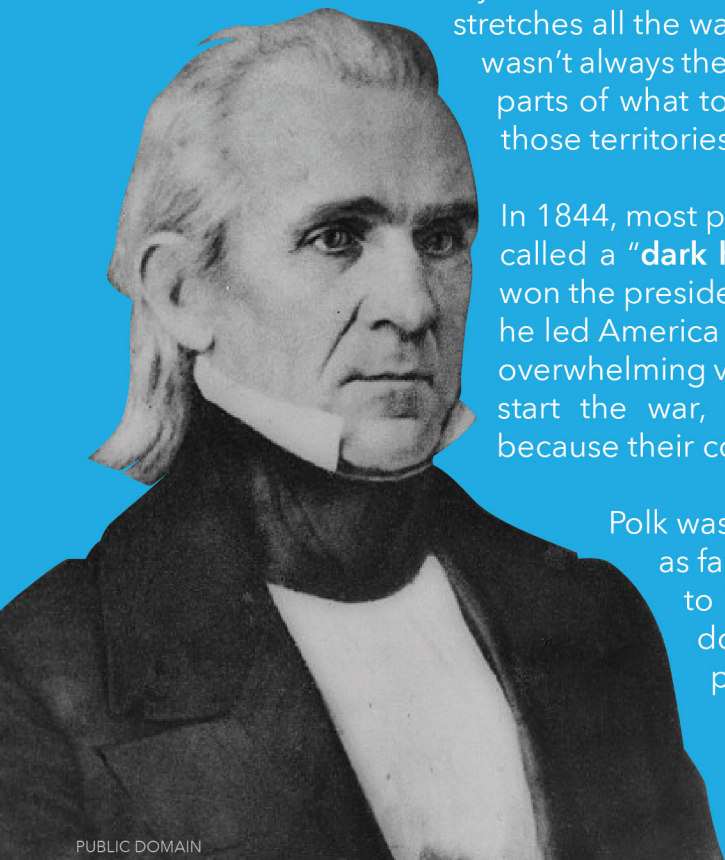 stretches all the wa
wasn’t always the
parts of what to
those territories
In 1844, most p
called a “dark h
won the preside
he led America
overwhelming v
start the war,
because their co
Polk was
as fa
to
do
p
PUBLIC DOMAIN